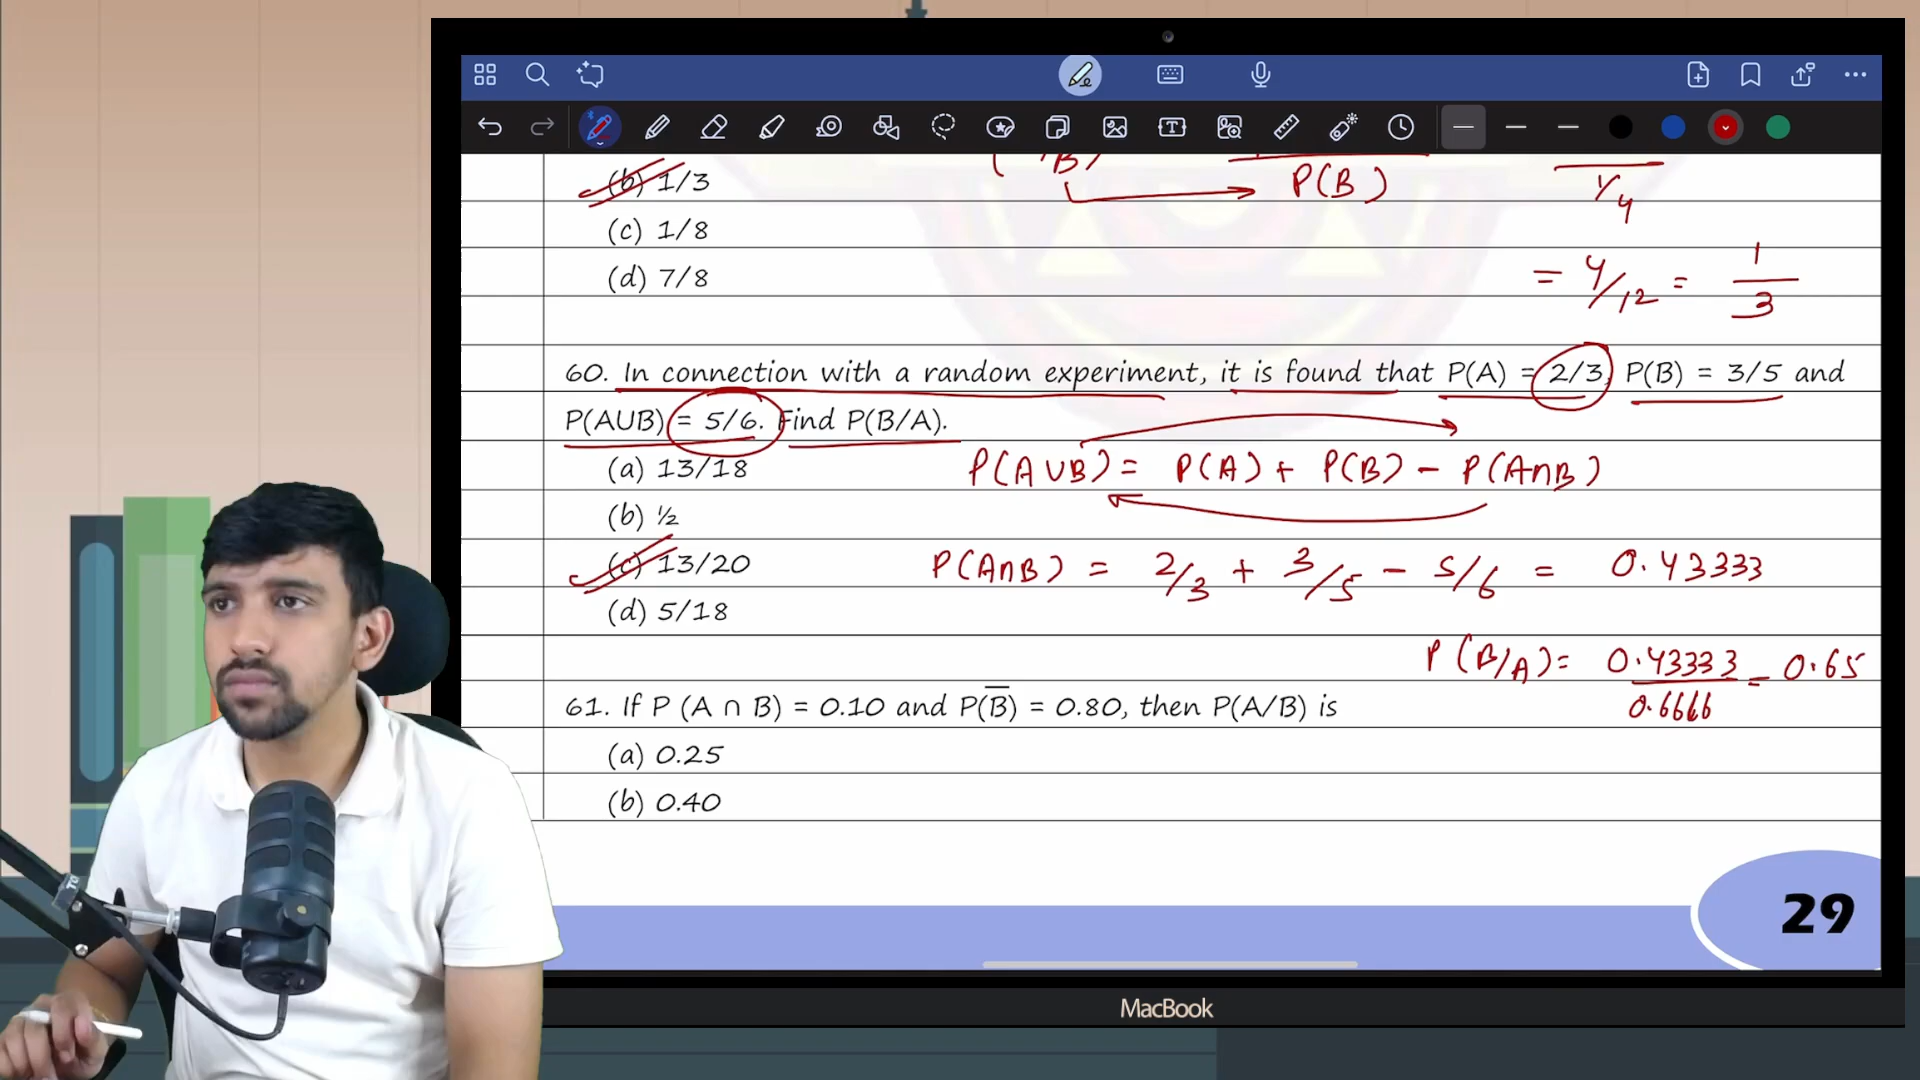 (b) 1/3
B)
P(B)
1/4
(c) 1/8
(d) 7/8
= 4/12 = 1/3
60. In connection with a random experiment, it is found that P(A) = 2/3, P(B) = 3/5 and
P(AUB) = 5/6. Find P(B/A).
(a) 13/18
P(A∪B) = P(A) + P(B) - P(A∩B)
(b) ½
(c) 13/20
P(A∩B) = 2/3 + 3/5 - 5/6 = 0.43333
(d) 5/18
P(B/A) = 0.43333/0.6666 = 0.65
61. If P (A ∩ B) = 0.10 and P(B̅) = 0.80, then P(A/B) is
(a) 0.25
(b) 0.40
29
MacBook